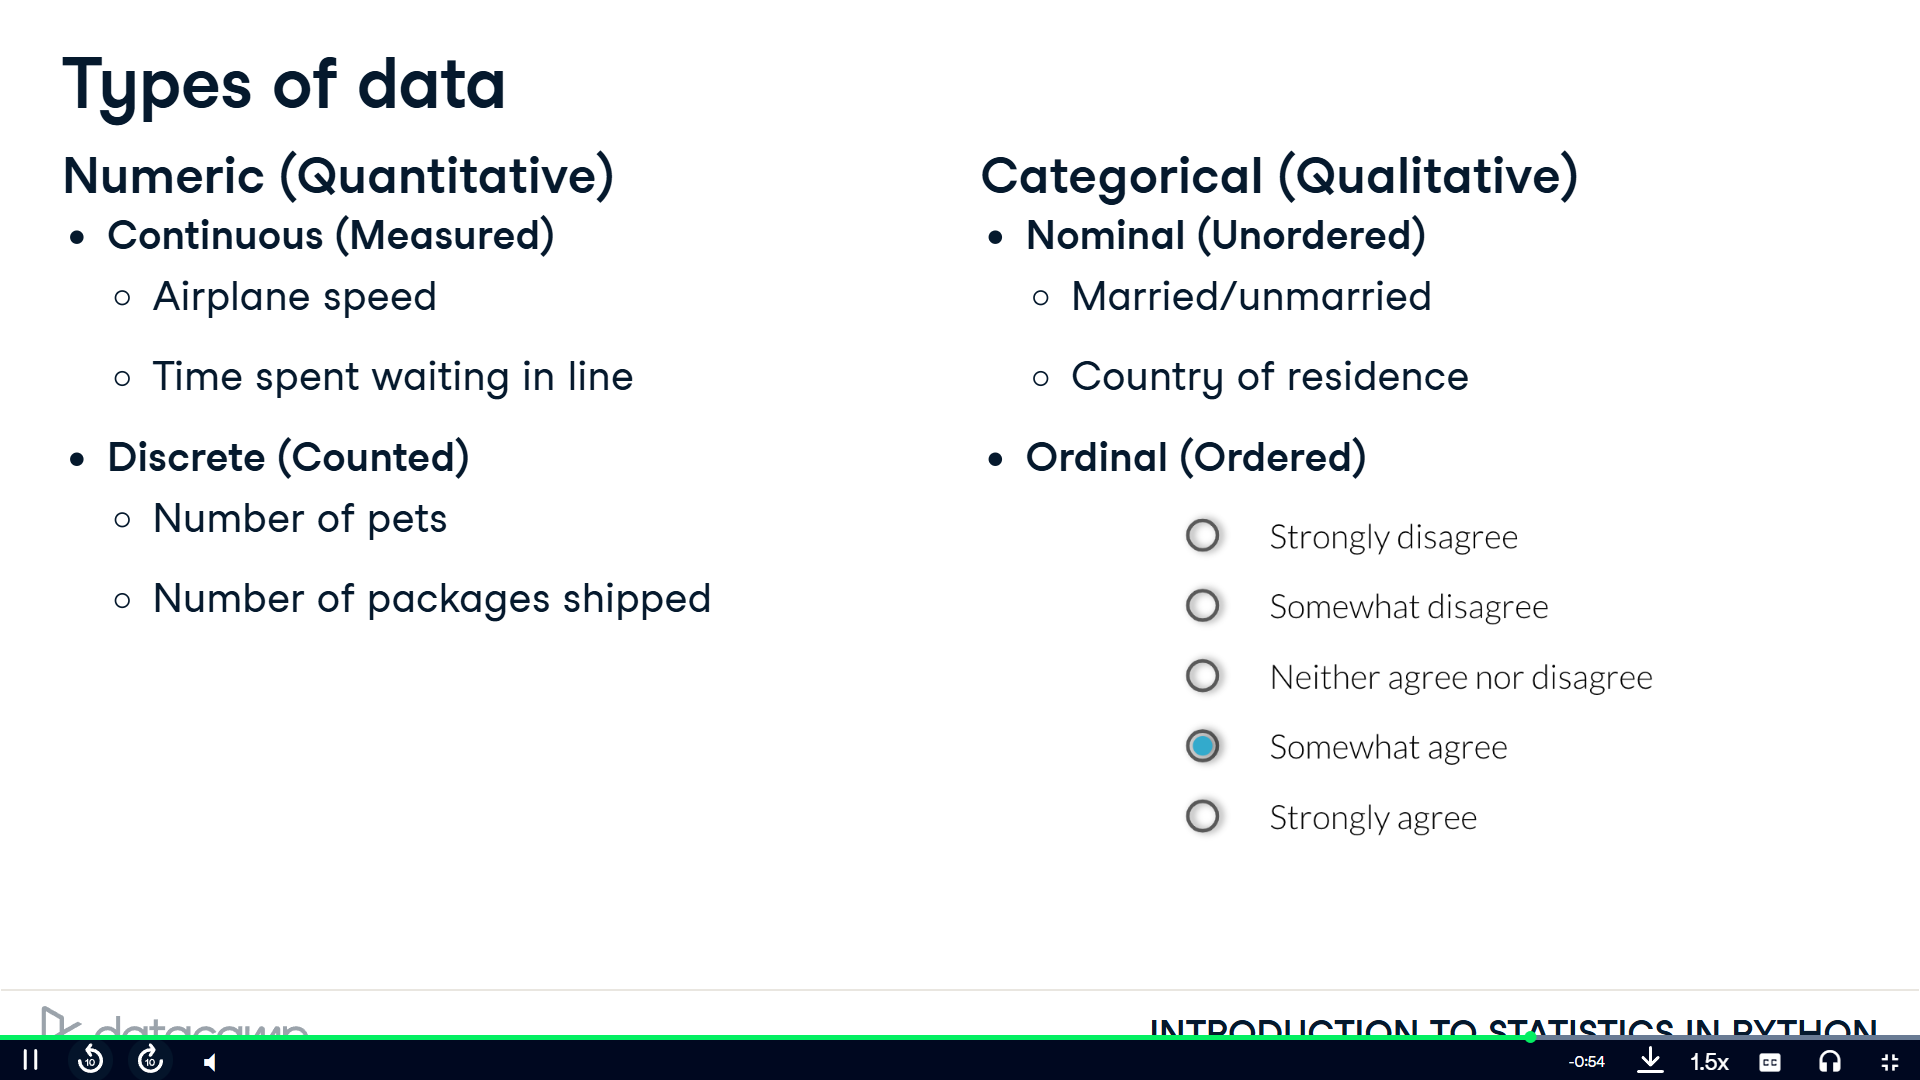 Types of data
Numeric (Quantitative)
Continuous (Measured)
Airplane speed
Time spent waiting in line
Discrete (Counted)
Number of pets
Number of packages shipped
Categorical (Qualitative)
Nominal (Unordered)
Married/unmarried
Country of residence
Ordinal (Ordered)
Strongly disagree
Somewhat disagree
Neither agree nor disagree
Somewhat agree
Strongly agree
datacamp
INTRODUCTION TO STATISTICS IN PYTHON
10
10
-0:54
1.5x
CC